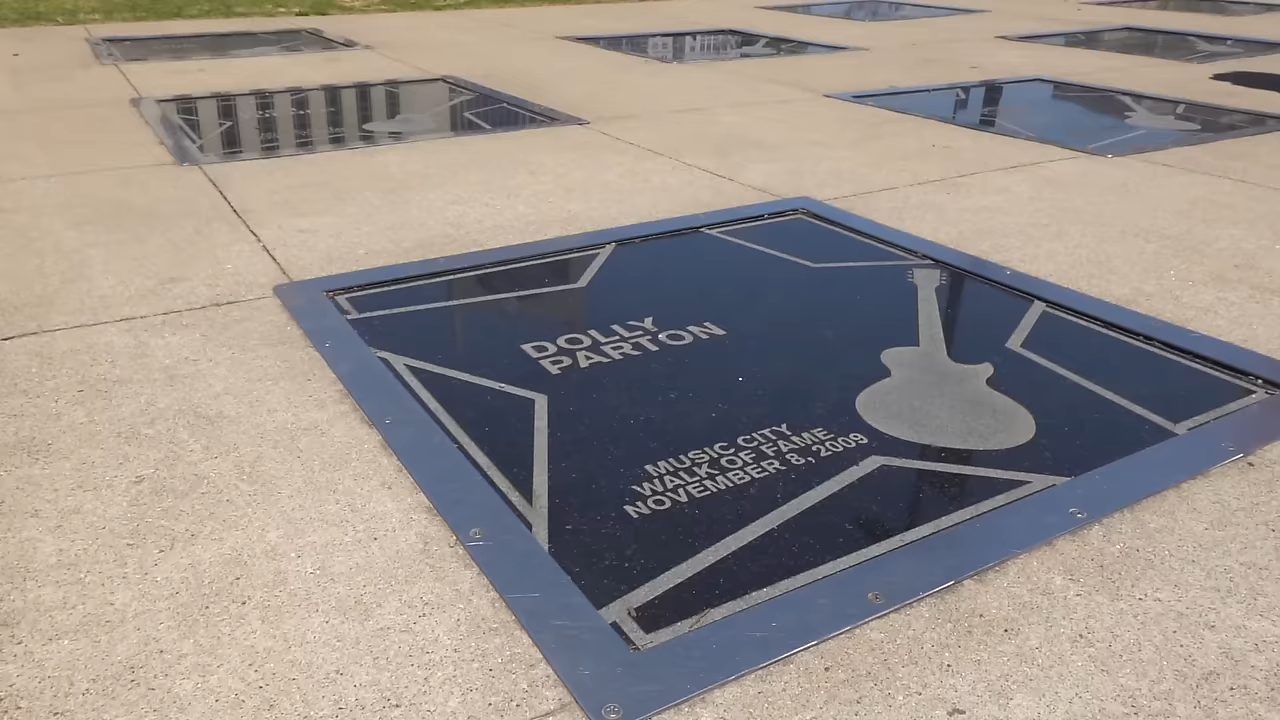 DOLLY
PARTON
MUSIC CITY
WALK OF FAME
NOVEMBER 8, 2009